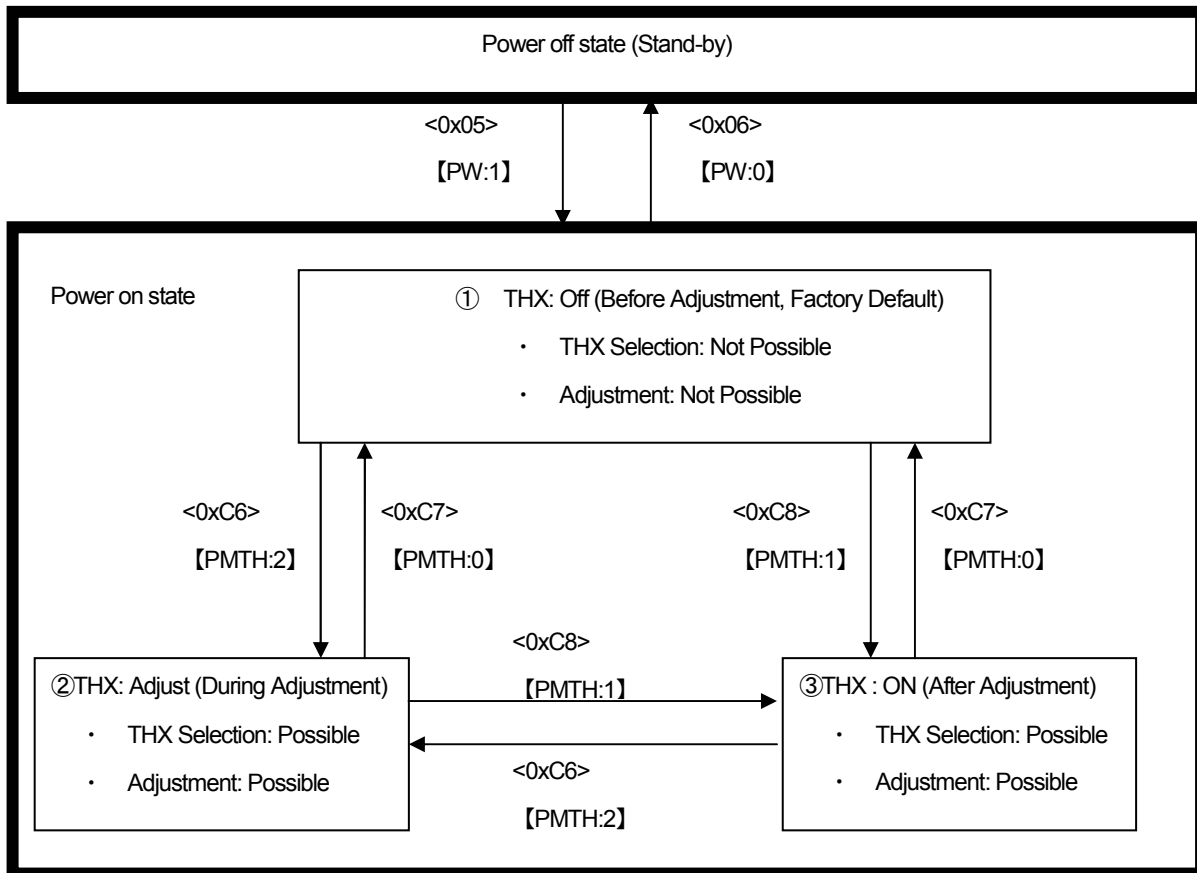 Power off state (Stand-by)
<0x05> <0x06>
【PW:1】 【PW:0】
Power on state
① THX: Off (Before Adjustment, Factory Default)
・ THX Selection: Not Possible
・ Adjustment: Not Possible
<0xC6> <0xC7> <0xC8> <0xC7>
【PMTH:2】 【PMTH:0】 【PMTH:1】 【PMTH:0】
<0xC8>
【PMTH:1】
②THX: Adjust (During Adjustment)
・ THX Selection: Possible
・ Adjustment: Possible
③THX : ON (After Adjustment)
・ THX Selection: Possible
・ Adjustment: Possible
<0xC6>
【PMTH:2】